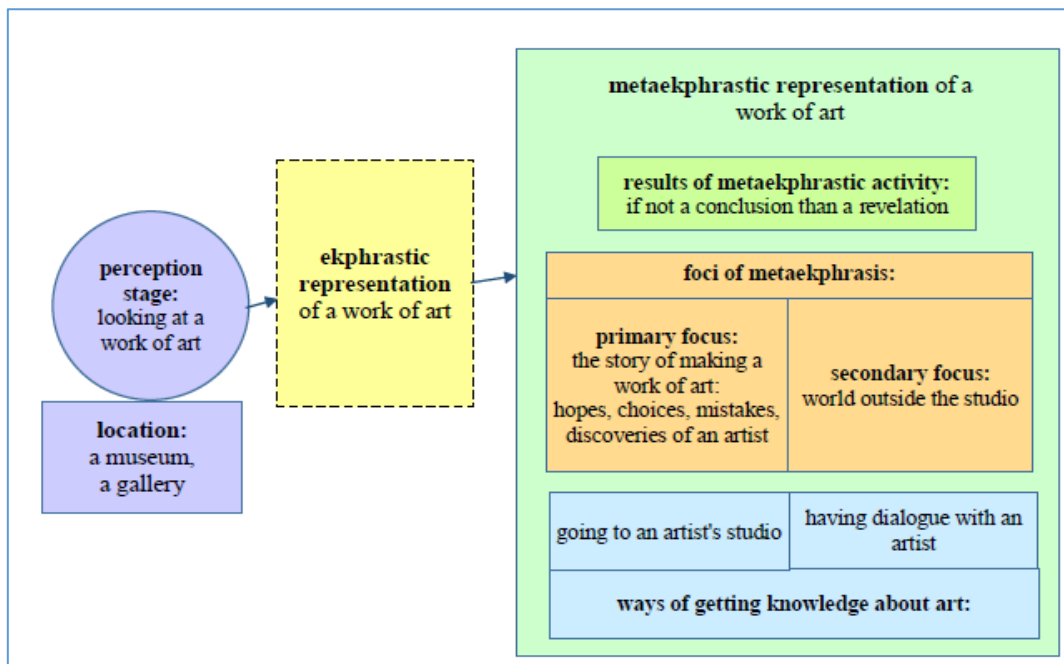 perception
stage:
looking at a
work of art
location:
a museum,
a gallery
ekphrastic
representation
of a work of art
metaekphrastic representation of a
work of art
results of metaekphrastic activity:
if not a conclusion than a revelation
foci of metaekphrasis:
primary focus:
the story of making a
work of art:
hopes, choices, mistakes,
discoveries of an artist
secondary focus:
world outside the studio
going to an artist's studio
having dialogue with an
artist
ways of getting knowledge about art: